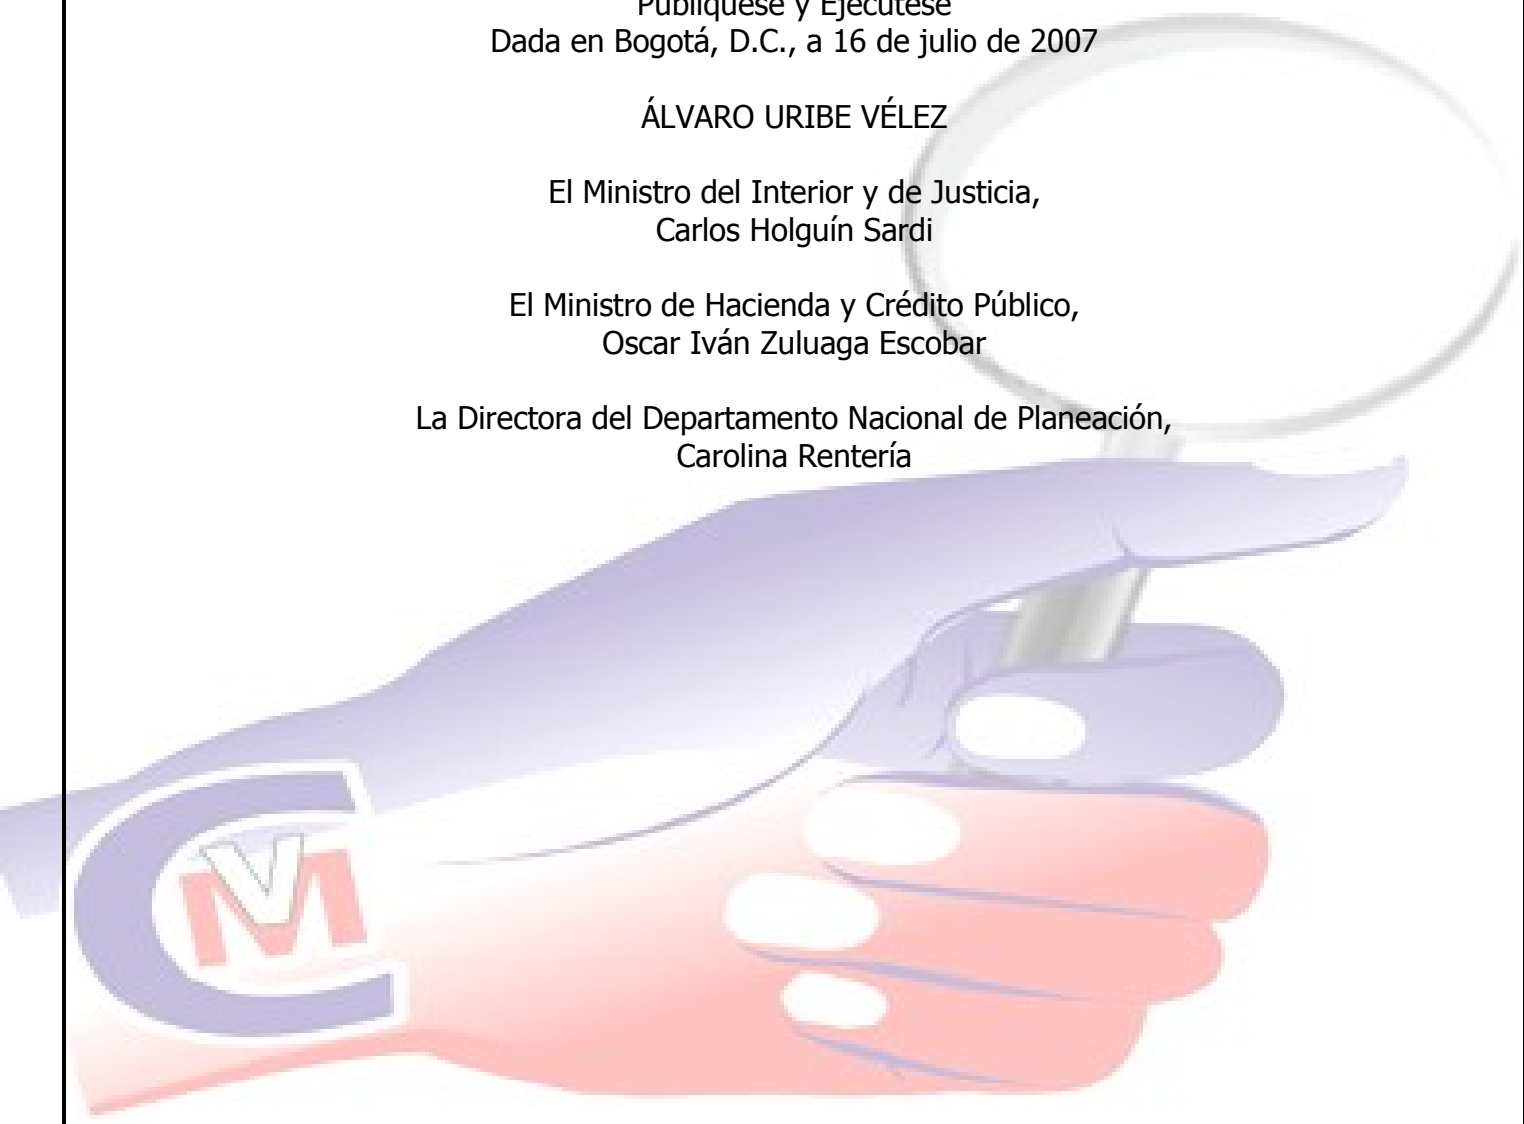 Publíquese y Ejecútese
Dada en Bogotá, D.C., a 16 de julio de 2007
ÁLVARO URIBE VÉLEZ
El Ministro del Interior y de Justicia,
Carlos Holguín Sardi
El Ministro de Hacienda y Crédito Público,
Oscar Iván Zuluaga Escobar
La Directora del Departamento Nacional de Planeación,
Carolina Rentería
CVM